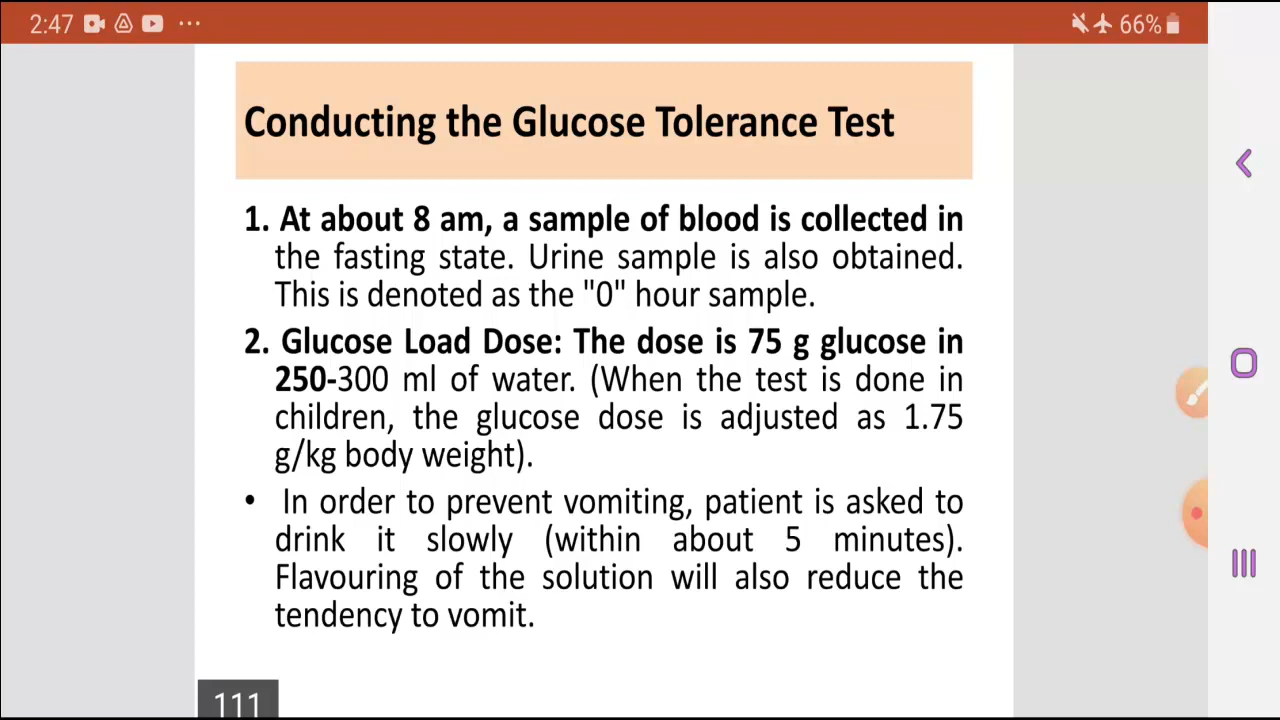 2:47
66%
Conducting the Glucose Tolerance Test
1. At about 8 am, a sample of blood is collected in
the fasting state. Urine sample is also obtained.
This is denoted as the "0" hour sample.
2. Glucose Load Dose: The dose is 75 g glucose in
250-300 ml of water. (When the test is done in
children, the glucose dose is adjusted as 1.75
g/kg body weight).
• In order to prevent vomiting, patient is asked to
drink it slowly (within about 5 minutes).
Flavouring of the solution will also reduce the
tendency to vomit.
111